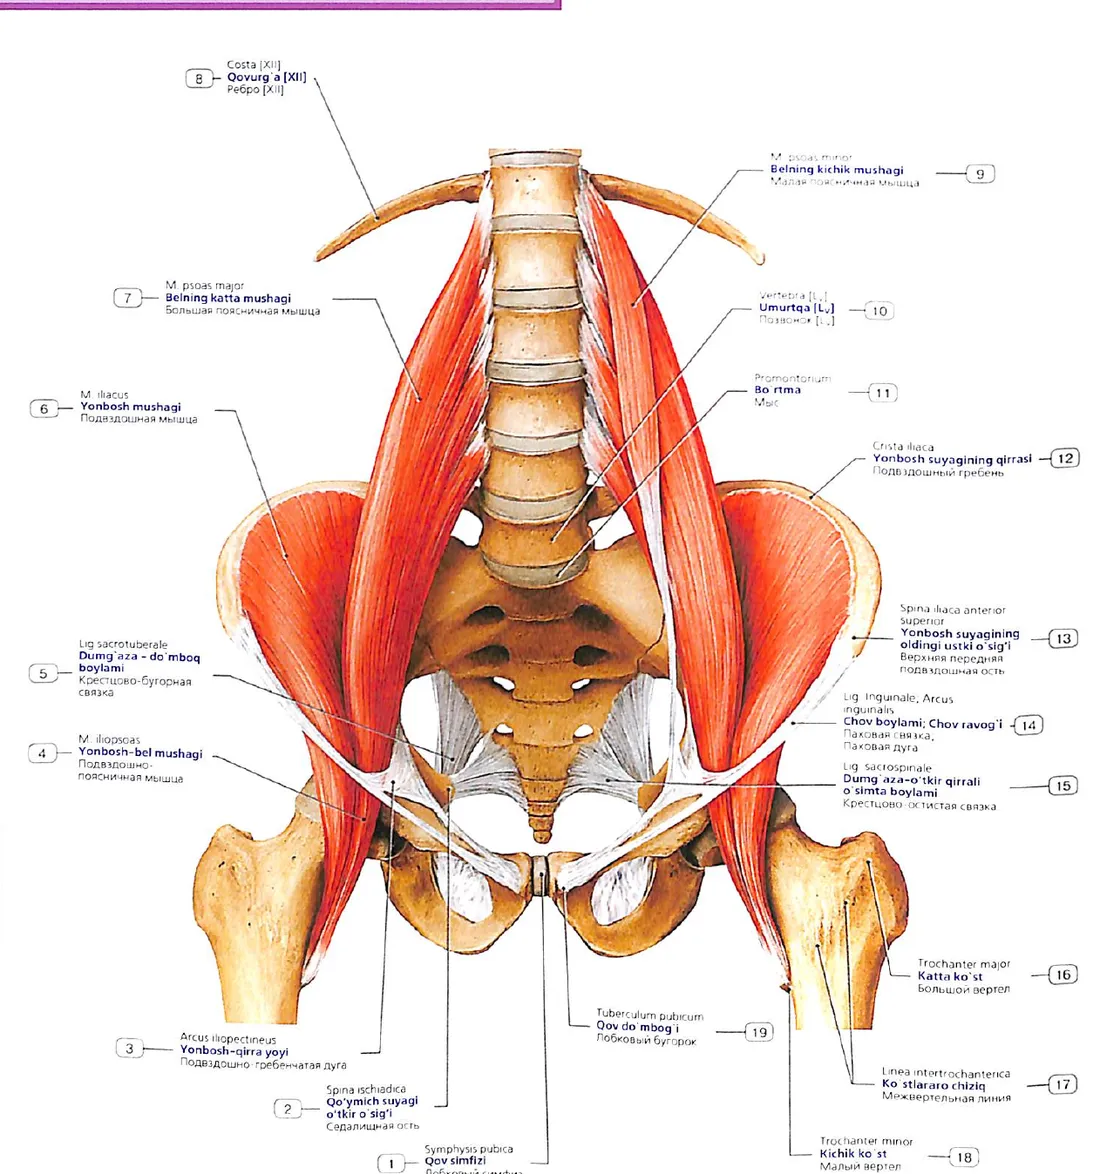 Costa [XII]
8 Qovurg`a [XII]
Ребро [XII]
M. psoas minor
Belning kichik mushagi 9
Малая поясничная мышца
M. psoas major
7 Belning katta mushagi
Большая поясничная мышца
Vertebra [Lv]
Umurtqa [Lv] 10
Позвонок [Lv]
Promontorium
Bo`rtma 11
Мыс
M. iliacus
6 Yonbosh mushagi
Подвздошная мышца
Crista iliaca
Yonbosh suyagining qirrasi 12
Подвздошный гребень
Spina iliaca anterior
superior
Yonbosh suyagining
oldingi ustki o`sig'i 13
Верхняя передняя
подвздошная ость
Lig sacrotuberale
Dumg`aza - do`mboq
boylami
5 Крестцово-бугорная
связка
Lig. Inguinale, Arcus
inguinalis
Chov boylami; Chov ravog`i 14
Паховая связка,
Паховая дуга
M. iliopsoas
4 Yonbosh-bel mushagi
Подвздошно-
поясничная мышца
Lig. sacrospinale
Dumg`aza-o'tkir qirrali
o`simta boylami 15
Крестцово-остистая связка
Trochanter major
Katta ko`st 16
Большой вертел
Tuberculum pubicum
Qov do`mbog`i 19
Лобковый бугорок
Arcus iliopectineus
3 Yonbosh-qirra yoyi
Подвздошно-гребенчатая дуга
Linea intertrochanterica
Ko`stlararo chiziq 17
Межвертельная линия
Spina ischiadica
2 Qo'ymich suyagi
o'tkir o`sig'i
Седалищная ость
Trochanter minor
Kichik ko`st 18
Малый вертел
Symphysis pubica
1 Qov simfizi
Лобковый симфиз